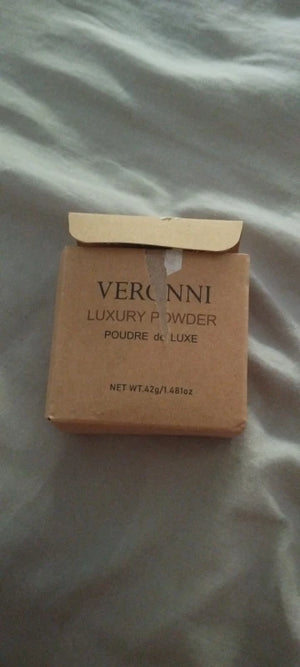 VERONNI
LUXURY POWDER
POUDRE de LUXE
NET WT.42g/1.481oz